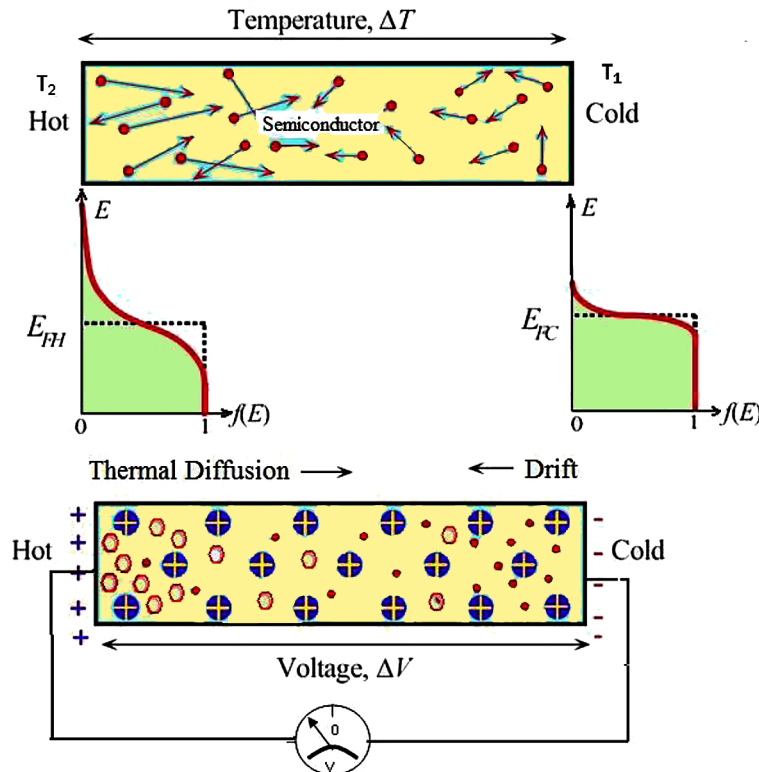 Temperature, ΔT
T₂
T₁
Hot
Semiconductor
Cold
E
E
E_FH
E_FC
0
1
f(E)
0
1
f(E)
Thermal Diffusion → ← Drift
+ -
Hot
Cold
Voltage, ΔV
0
V